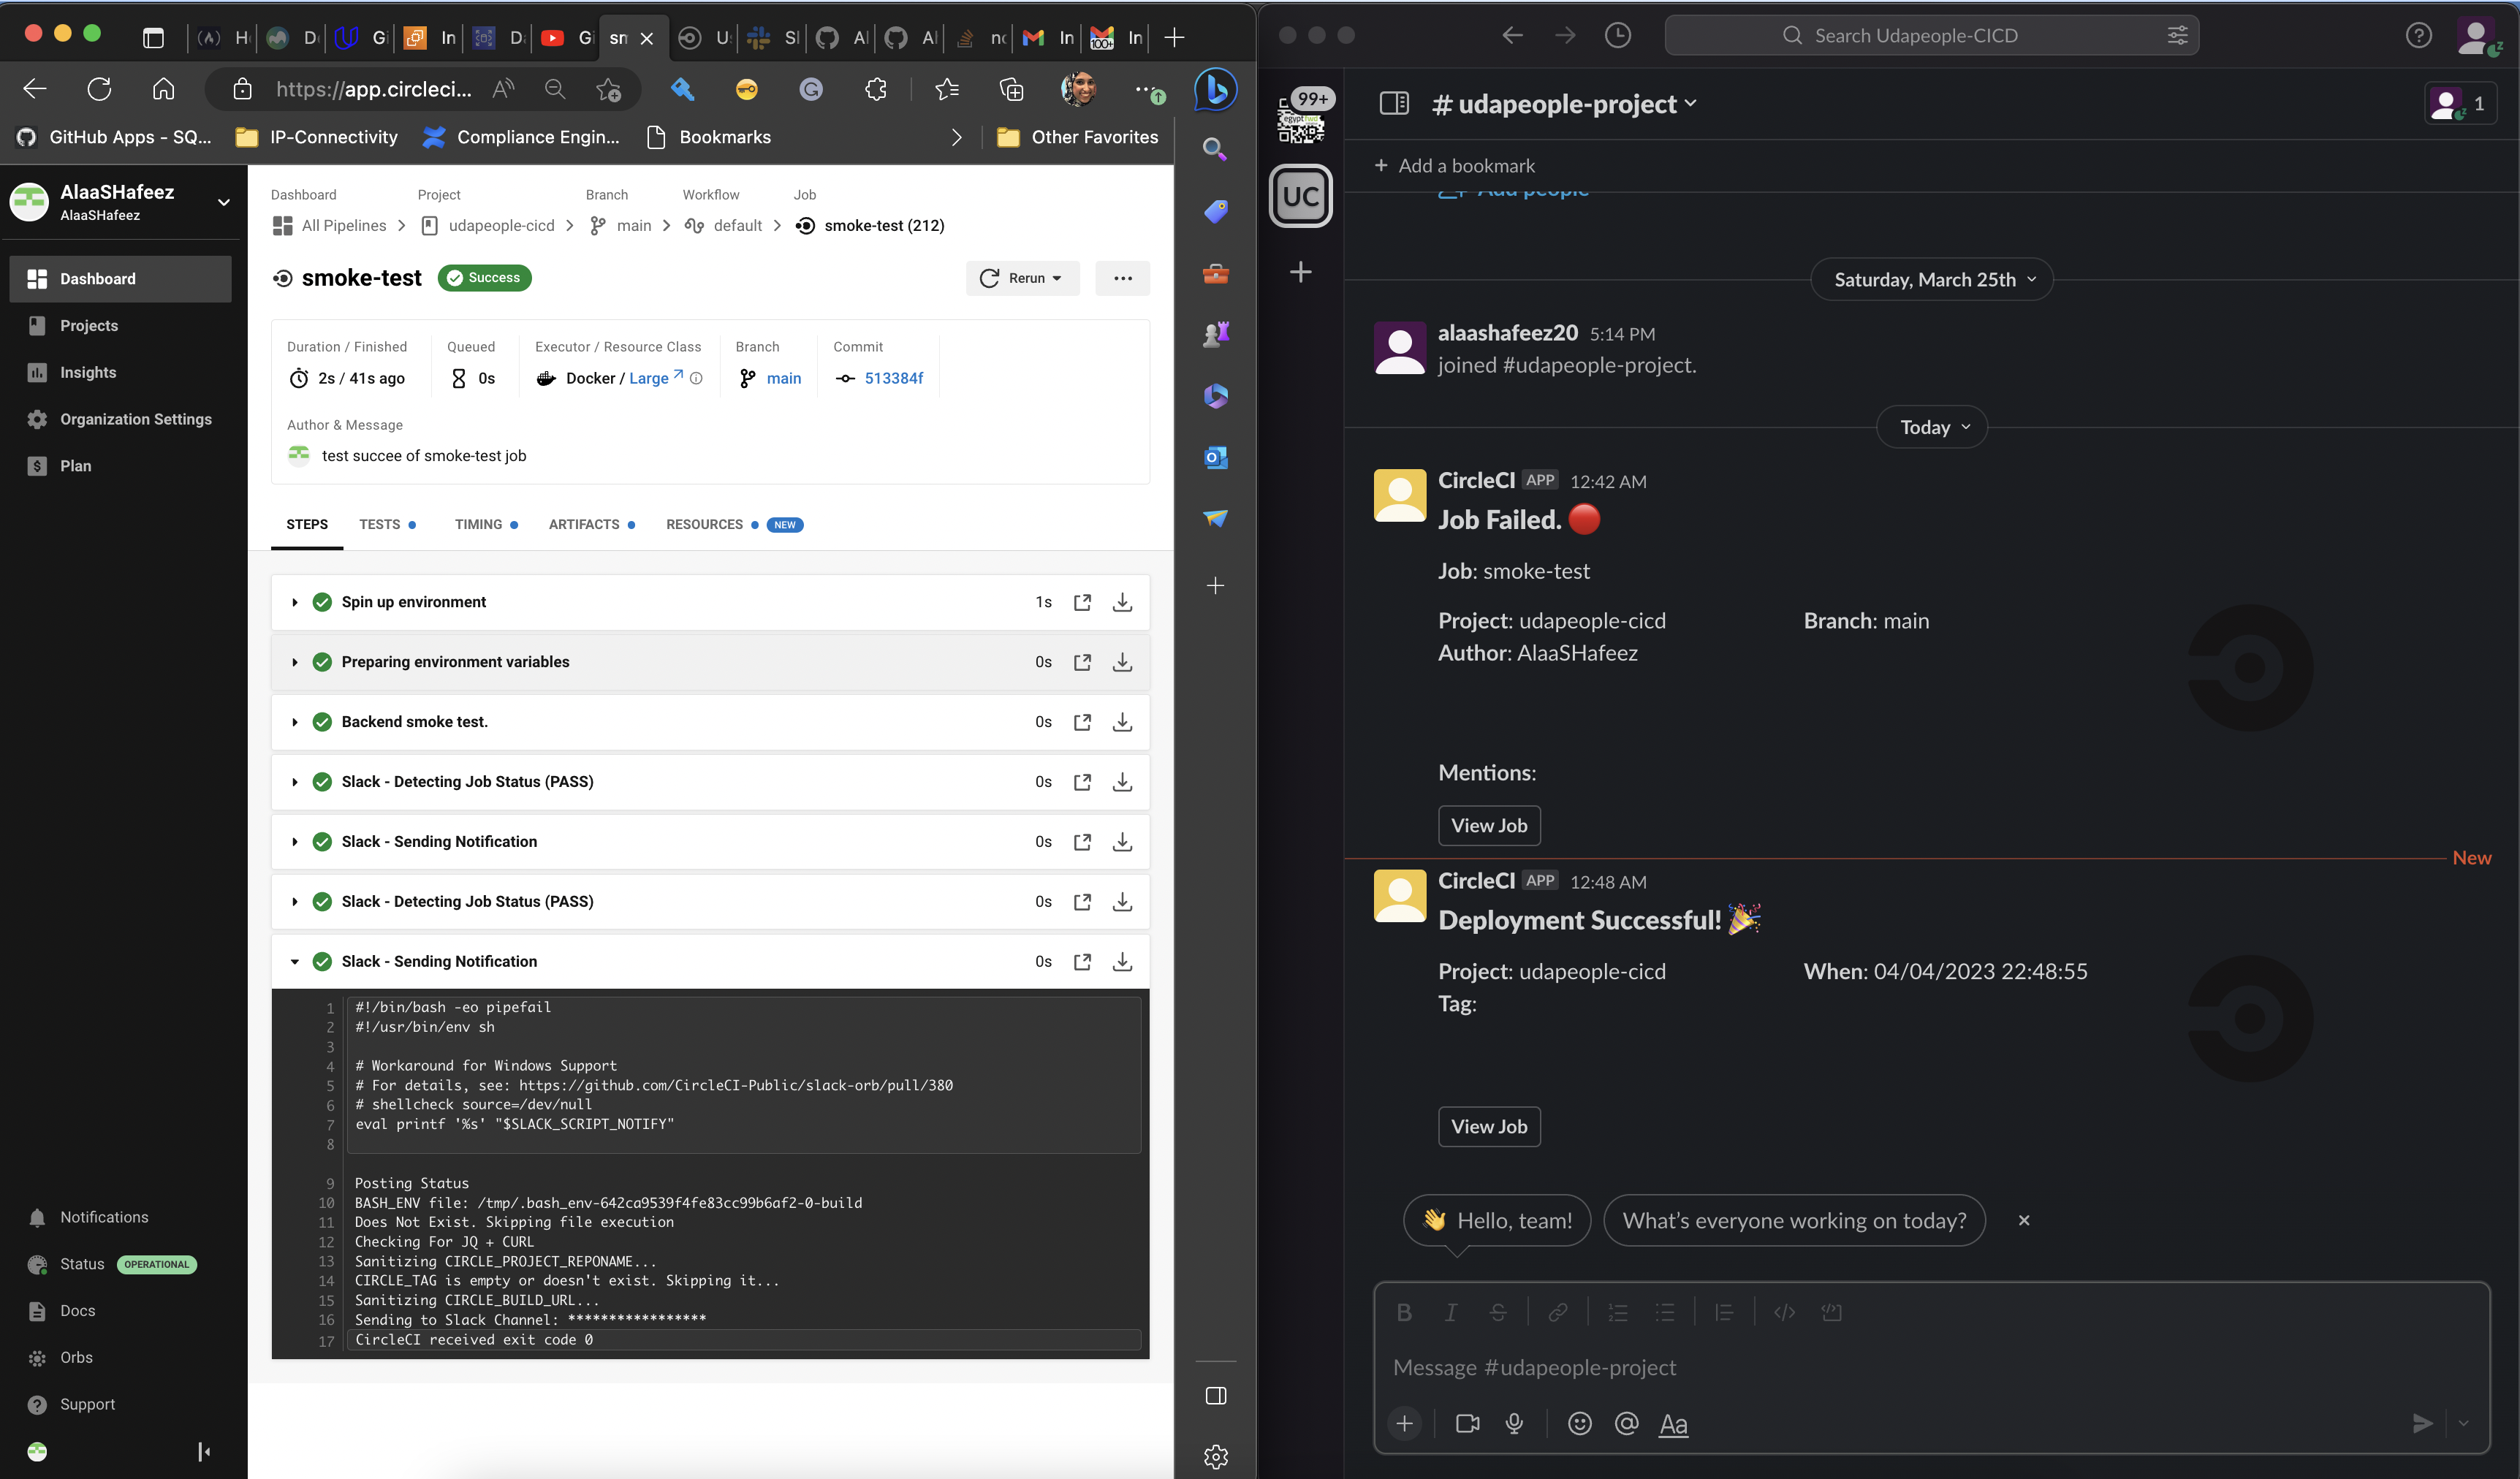 H
D
Gi
In
D
Gi
sn
U
Sl
Al
Al
nc
In
In
https://app.circleci...
GitHub Apps - SQ...
IP-Connectivity
Compliance Engin...
Bookmarks
Other Favorites
AlaaSHafeez
AlaaSHafeez
Dashboard
Projects
Insights
Organization Settings
Plan
Notifications
Status OPERATIONAL
Docs
Orbs
Support
Dashboard Project Branch Workflow Job
All Pipelines udapeople-cicd main default smoke-test (212)
smoke-test Success Rerun
Duration / Finished Queued Executor / Resource Class Branch Commit
2s / 41s ago 0s Docker / Large main 513384f
Author & Message
test succee of smoke-test job
STEPS TESTS TIMING ARTIFACTS RESOURCES NEW
Spin up environment 1s
Preparing environment variables 0s
Backend smoke test. 0s
Slack - Detecting Job Status (PASS) 0s
Slack - Sending Notification 0s
Slack - Detecting Job Status (PASS) 0s
Slack - Sending Notification 0s
1 #!/bin/bash -eo pipefail
2 #!/usr/bin/env sh
3
4 # Workaround for Windows Support
5 # For details, see: https://github.com/CircleCI-Public/slack-orb/pull/380
6 # shellcheck source=/dev/null
7 eval printf '%s' "$SLACK_SCRIPT_NOTIFY"
8
9 Posting Status
10 BASH_ENV file: /tmp/.bash_env-642ca9539f4fe83cc99b6af2-0-build
11 Does Not Exist. Skipping file execution
12 Checking For JQ + CURL
13 Sanitizing CIRCLE_PROJECT_REPONAME...
14 CIRCLE_TAG is empty or doesn't exist. Skipping it...
15 Sanitizing CIRCLE_BUILD_URL...
16 Sending to Slack Channel: *****************
17 CircleCI received exit code 0
Search Udapeople-CICD
99+
egypt fwd
UC
# udapeople-project
1
Add a bookmark
Add people
Saturday, March 25th
alaashafeez20 5:14 PM
joined #udapeople-project.
Today
CircleCI APP 12:42 AM
Job Failed. 🔴
Job: smoke-test
Project: udapeople-cicd Branch: main
Author: AlaaSHafeez
Mentions:
View Job
New
CircleCI APP 12:48 AM
Deployment Successful! 🎉
Project: udapeople-cicd When: 04/04/2023 22:48:55
Tag:
View Job
👋 Hello, team! What's everyone working on today?
Message #udapeople-project
Aa